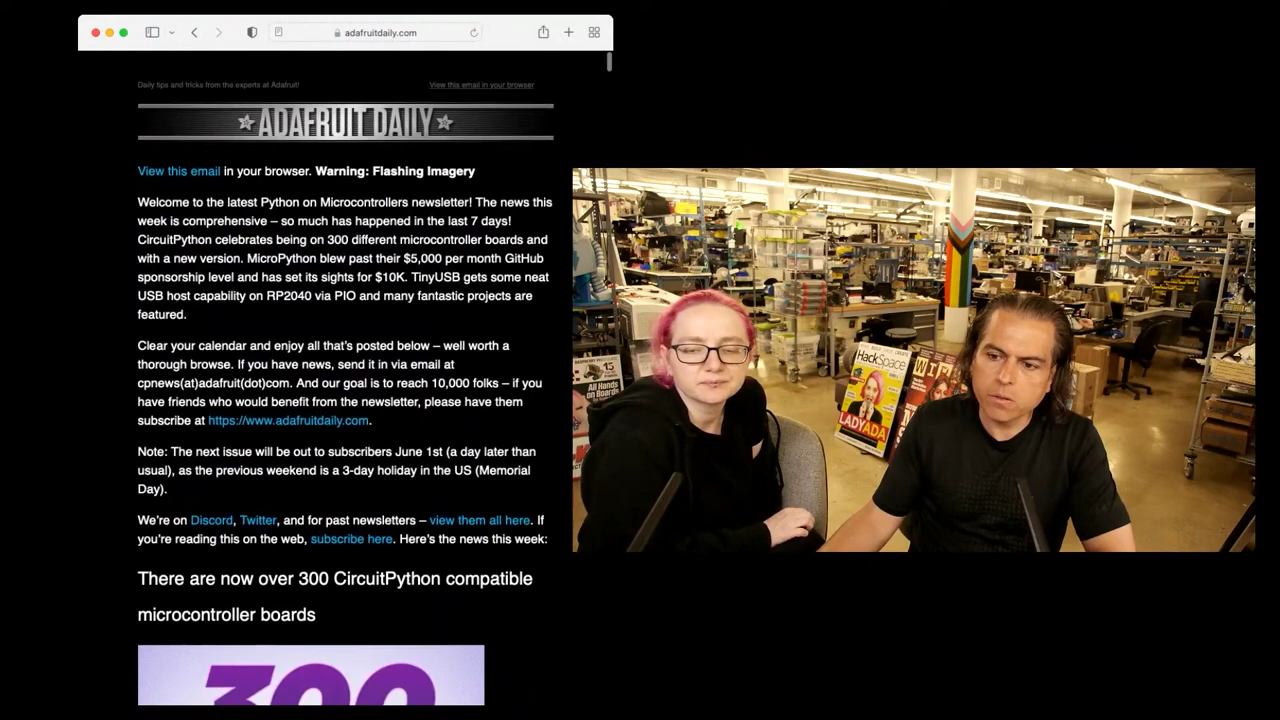 adafruitdaily.com
Daily tips and tricks from the experts at Adafruit!
View this email in your browser
ADAFRUIT DAILY
View this email in your browser. Warning: Flashing Imagery
Welcome to the latest Python on Microcontrollers newsletter! The news this
week is comprehensive – so much has happened in the last 7 days!
CircuitPython celebrates being on 300 different microcontroller boards and
with a new version. MicroPython blew past their $5,000 per month GitHub
sponsorship level and has set its sights for $10K. TinyUSB gets some neat
USB host capability on RP2040 via PIO and many fantastic projects are
featured.
Clear your calendar and enjoy all that's posted below – well worth a
thorough browse. If you have news, send it in via email at
cpnews(at)adafruit(dot)com. And our goal is to reach 10,000 folks – if you
have friends who would benefit from the newsletter, please have them
subscribe at https://www.adafruitdaily.com.
Note: The next issue will be out to subscribers June 1st (a day later than
usual), as the previous weekend is a 3-day holiday in the US (Memorial
Day).
We're on Discord, Twitter, and for past newsletters – view them all here. If
you're reading this on the web, subscribe here. Here's the news this week:
There are now over 300 CircuitPython compatible
microcontroller boards
300
HackSpace
LADYADA
WI
15
All Hands
on Boards